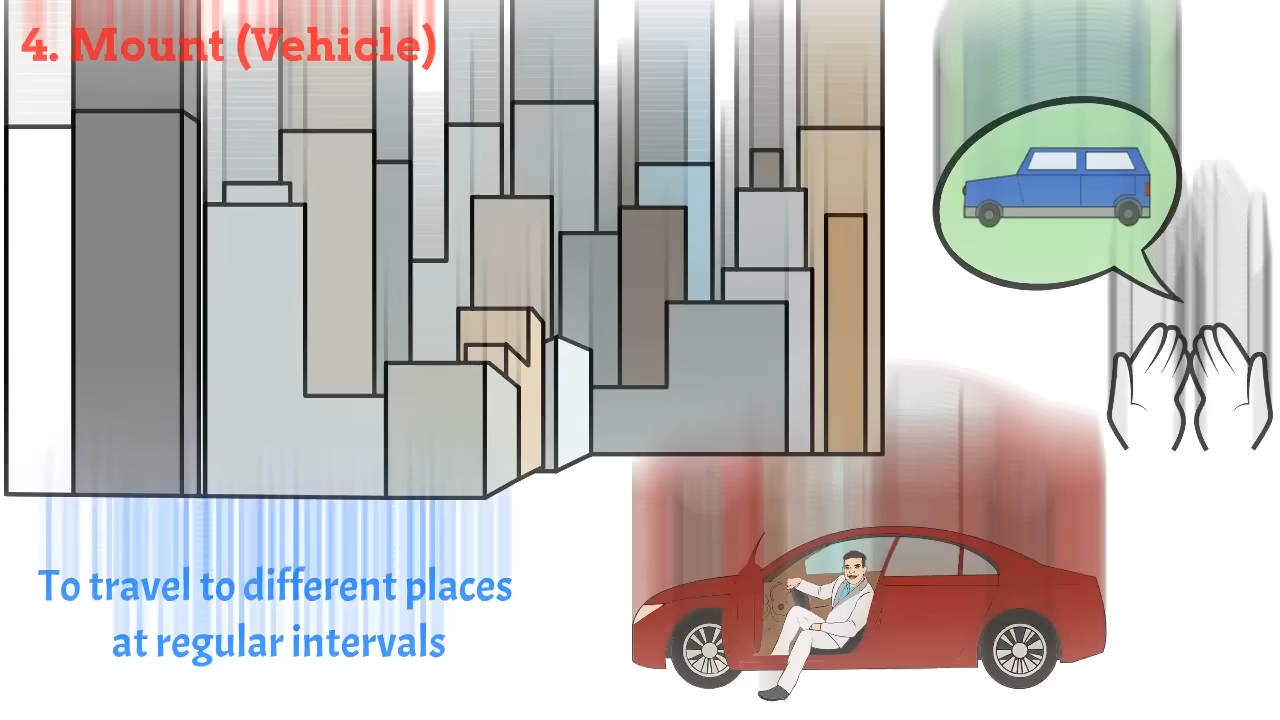 4. Mount (Vehicle)
To travel to different places
at regular intervals